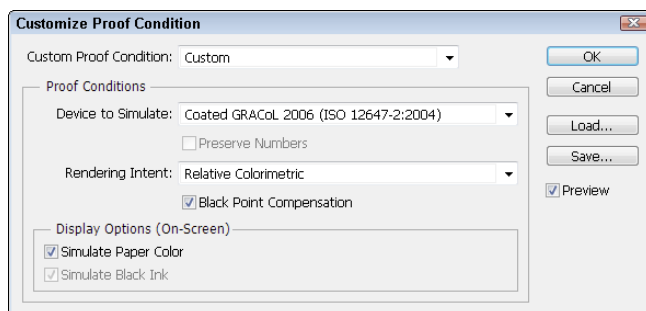 Customize Proof Condition
Custom Proof Condition: Custom
OK
Proof Conditions
Cancel
Device to Simulate: Coated GRACoL 2006 (ISO 12647-2:2004)
Load...
Preserve Numbers
Save...
Rendering Intent: Relative Colorimetric
Preview
Black Point Compensation
Display Options (On-Screen)
Simulate Paper Color
Simulate Black Ink